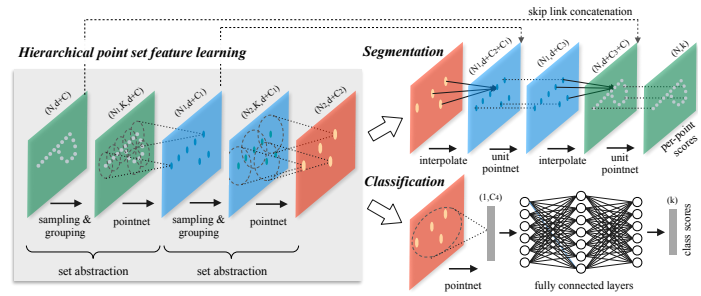 skip link concatenation
Hierarchical point set feature learning
Segmentation
(N,d+C)
(N1,K,d+C)
(N1,d+C1)
(N2,K,d+C1)
(N2,d+C2)
(N1,d+C2+C1)
(N1,d+C3)
(N,d+C3+C)
(N,k)
per-point
scores
interpolate
unit
pointnet
interpolate
unit
pointnet
sampling &
grouping
pointnet
sampling &
grouping
pointnet
set abstraction
set abstraction
Classification
(1,C4)
(k)
class scores
pointnet
fully connected layers